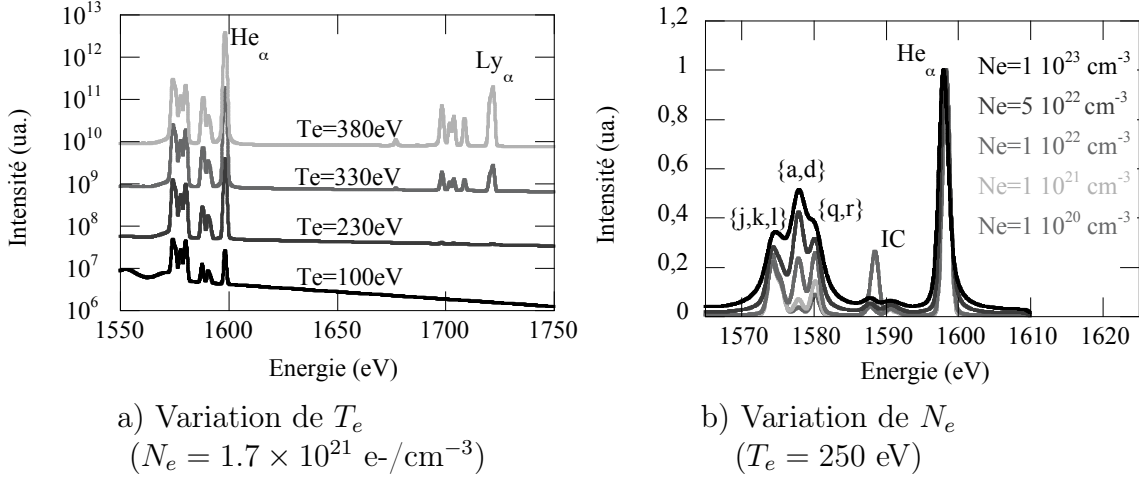 Intensité (ua.)
10^13
10^12
10^11
10^10
10^9
10^8
10^7
10^6
He_α
Ly_α
Te=380eV
Te=330eV
Te=230eV
Te=100eV
1550 1600 1650 1700 1750
Energie (eV)
a) Variation de T_e
(N_e = 1.7 × 10^21 e-/cm^−3)
Intensité (ua.)
1
0,8
0,6
0,4
0,2
0
He_α
{a,d}
{j,k,l}
{q,r}
IC
Ne=1 10^23 cm^-3
Ne=5 10^22 cm^-3
Ne=1 10^22 cm^-3
Ne=1 10^21 cm^-3
Ne=1 10^20 cm^-3
1570 1580 1590 1600 1610 1620
Energie (eV)
b) Variation de N_e
(T_e = 250 eV)